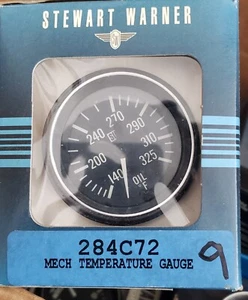 STEWART WARNER
270
240 290
200 310
140 325
OIL
F
284C72
MECH TEMPERATURE GAUGE
9